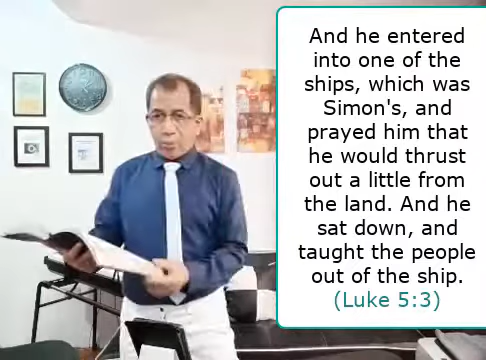 And he entered
into one of the
ships, which was
Simon's, and
prayed him that
he would thrust
out a little from
the land. And he
sat down, and
taught the people
out of the ship.
(Luke 5:3)